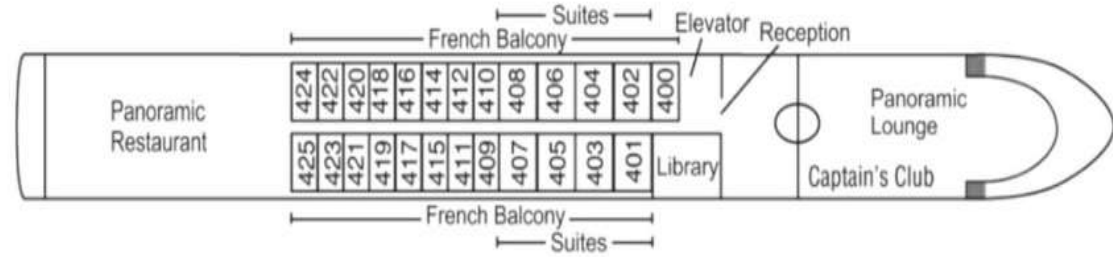 Suites
Elevator
French Balcony
Reception
424 422 420 418 416 414 412 410 408 406 404 402 400
Panoramic
Restaurant
Panoramic
Lounge
425 423 421 419 417 415 411 409 407 405 403 401
Library
Captain's Club
French Balcony
Suites